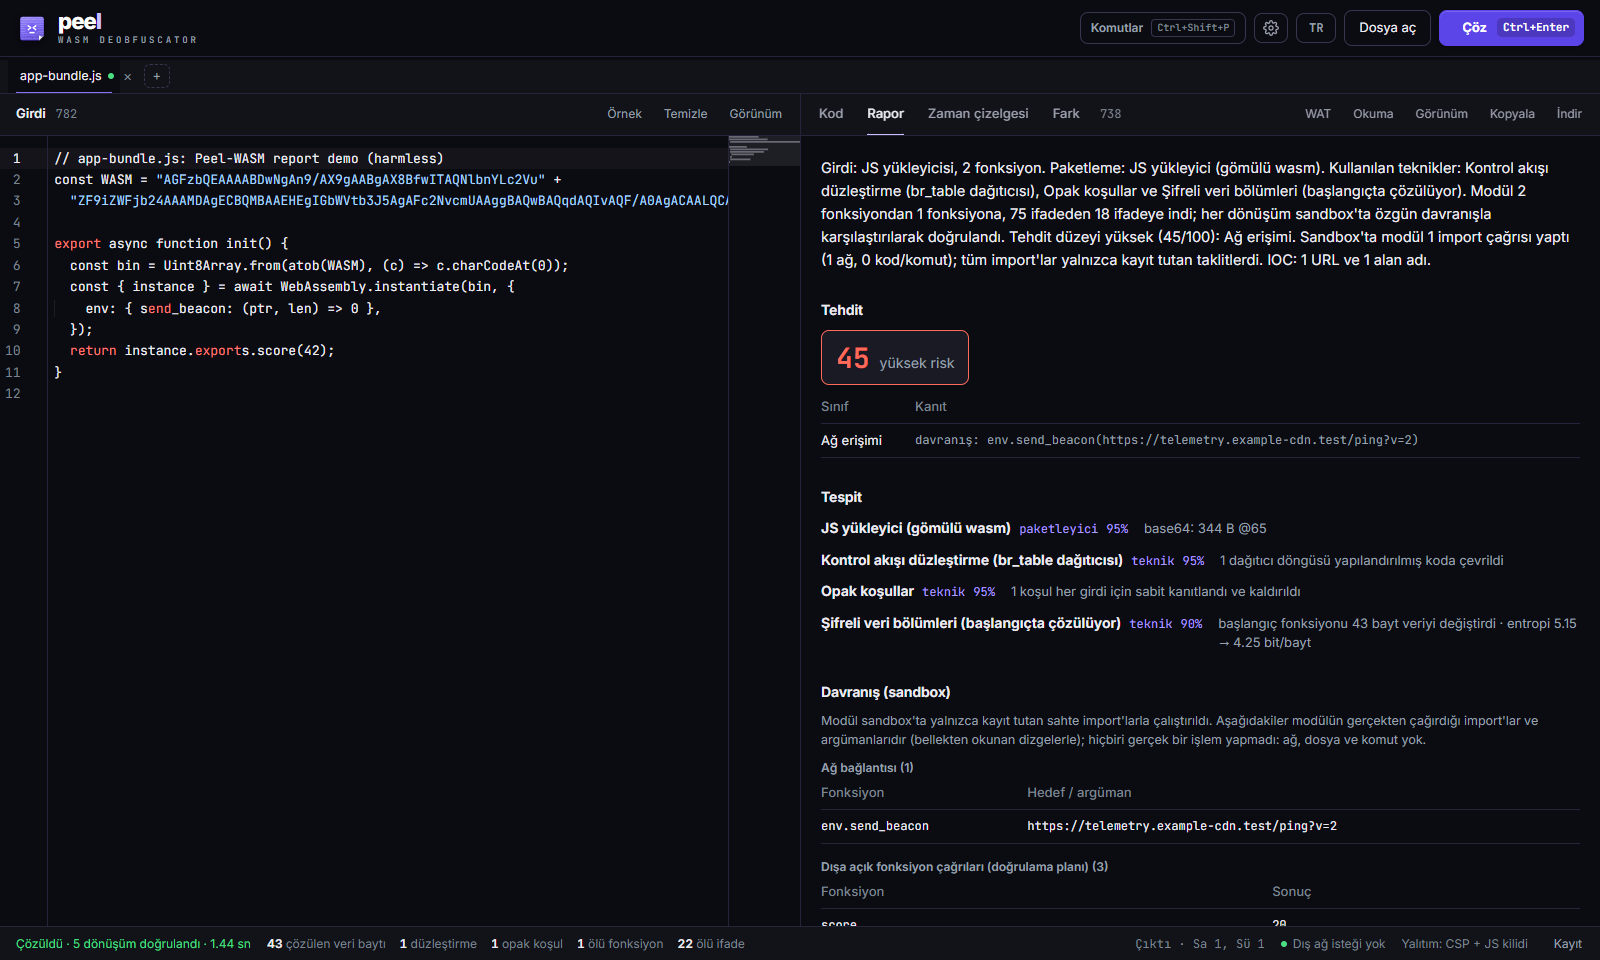 peel
WASM DEOBFUSCATOR
Komutlar Ctrl+Shift+P
TR
Dosya aç
Çöz Ctrl+Enter
app-bundle.js ● × +
Girdi 782
Örnek Temizle Görünüm
1 // app-bundle.js: Peel-WASM report demo (harmless)
2 const WASM = "AGFzbQEAAAABDwNgAn9/AX9gAABgAX8BfwITAQNlbnYLc2Vu" +
3 "ZF9iZWFjb24AAAMDAgECBQMBAAEHEgIGbWVtb3J5AgAFc2NvcmUAAggBAQwBAQqdAQIvAQF/A0AgACAALQCA
4
5 export async function init() {
6 const bin = Uint8Array.from(atob(WASM), (c) => c.charCodeAt(0));
7 const { instance } = await WebAssembly.instantiate(bin, {
8 env: { send_beacon: (ptr, len) => 0 },
9 });
10 return instance.exports.score(42);
11 }
12
Kod Rapor Zaman çizelgesi Fark 738
WAT Okuma Görünüm Kopyala İndir
Girdi: JS yükleyicisi, 2 fonksiyon. Paketleme: JS yükleyici (gömülü wasm). Kullanılan teknikler: Kontrol akışı
düzleştirme (br_table dağıtıcısı), Opak koşullar ve Şifreli veri bölümleri (başlangıçta çözülüyor). Modül 2
fonksiyondan 1 fonksiyona, 75 ifadeden 18 ifadeye indi; her dönüşüm sandbox'ta özgün davranışla
karşılaştırılarak doğrulandı. Tehdit düzeyi yüksek (45/100): Ağ erişimi. Sandbox'ta modül 1 import çağrısı yaptı
(1 ağ, 0 kod/komut); tüm import'lar yalnızca kayıt tutan taklitlerdi. IOC: 1 URL ve 1 alan adı.
Tehdit
45 yüksek risk
Sınıf Kanıt
Ağ erişimi davranış: env.send_beacon(https://telemetry.example-cdn.test/ping?v=2)
Tespit
JS yükleyici (gömülü wasm) paketleyici 95% base64: 344 B @65
Kontrol akışı düzleştirme (br_table dağıtıcısı) teknik 95% 1 dağıtıcı döngüsü yapılandırılmış koda çevrildi
Opak koşullar teknik 95% 1 koşul her girdi için sabit kanıtlandı ve kaldırıldı
Şifreli veri bölümleri (başlangıçta çözülüyor) teknik 90% başlangıç fonksiyonu 43 bayt veriyi değiştirdi · entropi 5.15
→ 4.25 bit/bayt
Davranış (sandbox)
Modül sandbox'ta yalnızca kayıt tutan sahte import'larla çalıştırıldı. Aşağıdakiler modülün gerçekten çağırdığı import'lar ve
argümanlarıdır (bellekten okunan dizgelerle); hiçbiri gerçek bir işlem yapmadı: ağ, dosya ve komut yok.
Ağ bağlantısı (1)
Fonksiyon Hedef / argüman
env.send_beacon https://telemetry.example-cdn.test/ping?v=2
Dışa açık fonksiyon çağrıları (doğrulama planı) (3)
Fonksiyon Sonuç
score 20
Çözüldü · 5 dönüşüm doğrulandı · 1.44 sn 43 çözülen veri baytı 1 düzleştirme 1 opak koşul 1 ölü fonksiyon 22 ölü ifade
Çıktı · Sa 1, Sü 1 ● Dış ağ isteği yok Yalıtım: CSP + JS kilidi Kayıt